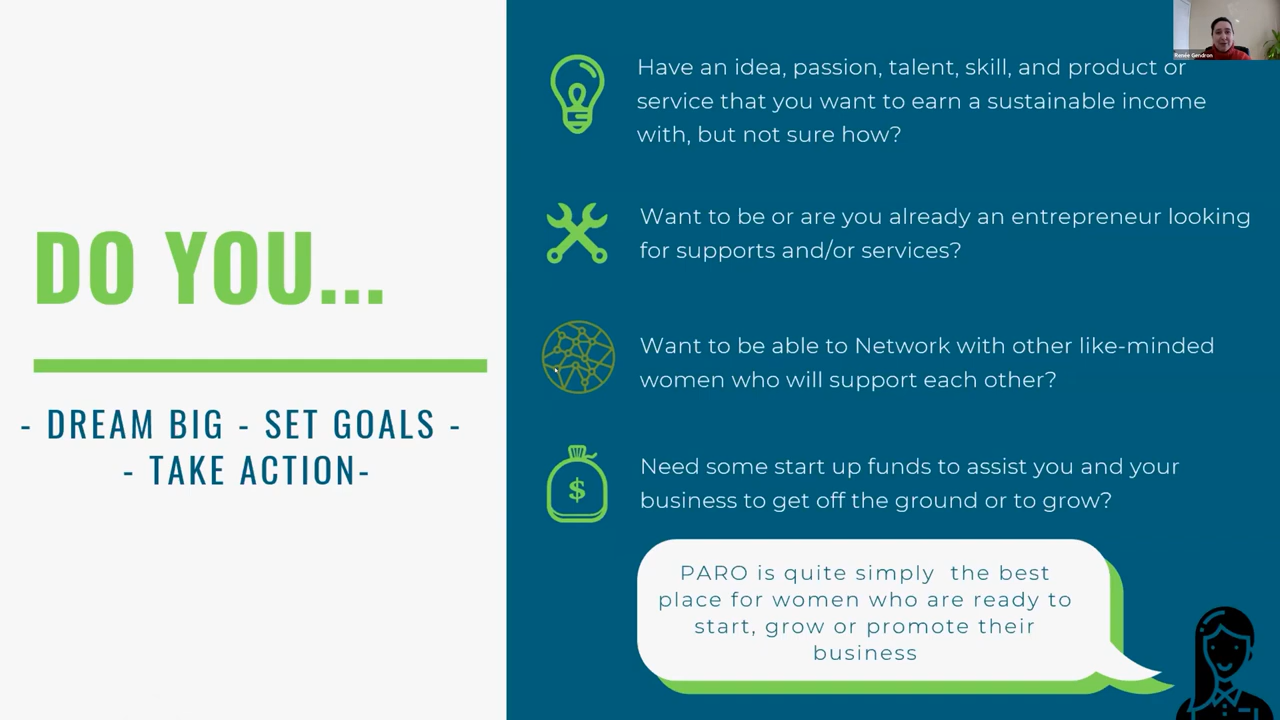 Renée Gendron
Have an idea, passion, talent, skill, and product or
service that you want to earn a sustainable income
with, but not sure how?
Want to be or are you already an entrepreneur looking
for supports and/or services?
DO YOU...
Want to be able to Network with other like-minded
women who will support each other?
- DREAM BIG - SET GOALS -
- TAKE ACTION-
$
Need some start up funds to assist you and your
business to get off the ground or to grow?
PARO is quite simply  the best
place for women who are ready to
start, grow or promote their
business